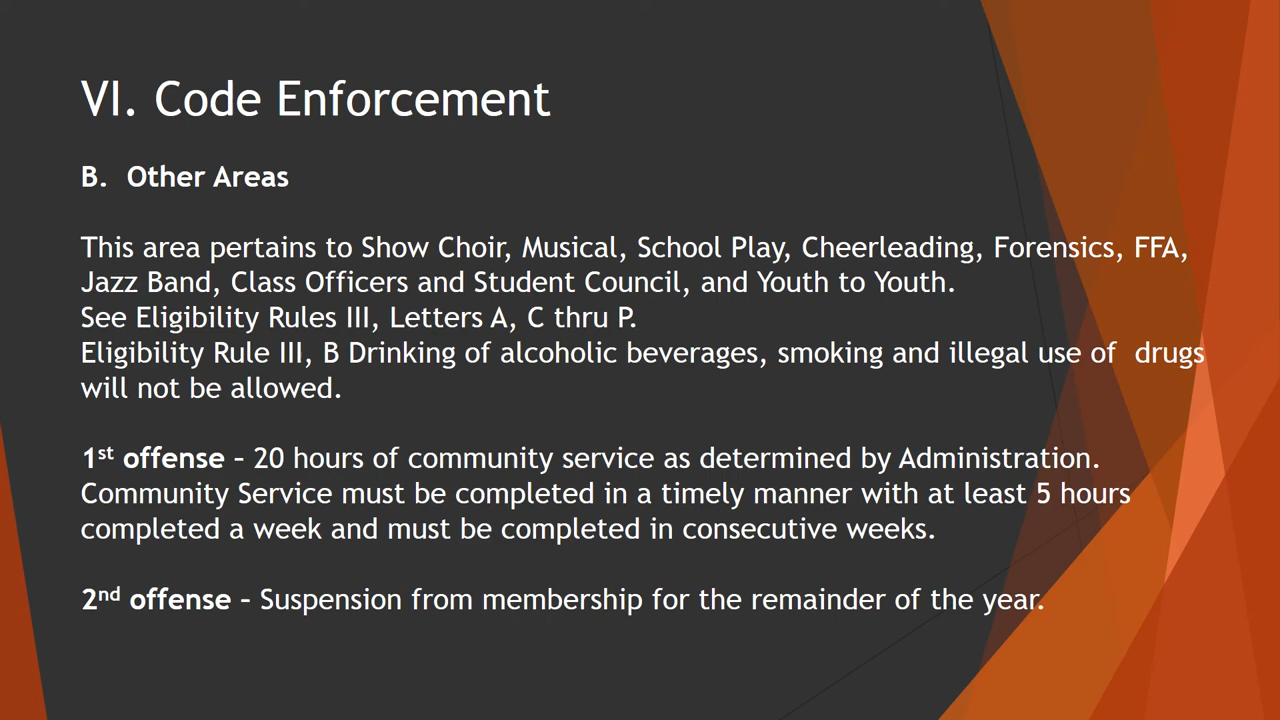 VI. Code Enforcement
B. Other Areas
This area pertains to Show Choir, Musical, School Play, Cheerleading, Forensics, FFA,
Jazz Band, Class Officers and Student Council, and Youth to Youth.
See Eligibility Rules III, Letters A, C thru P.
Eligibility Rule III, B Drinking of alcoholic beverages, smoking and illegal use of  drugs
will not be allowed.
1st offense – 20 hours of community service as determined by Administration.
Community Service must be completed in a timely manner with at least 5 hours
completed a week and must be completed in consecutive weeks.
2nd offense – Suspension from membership for the remainder of the year.